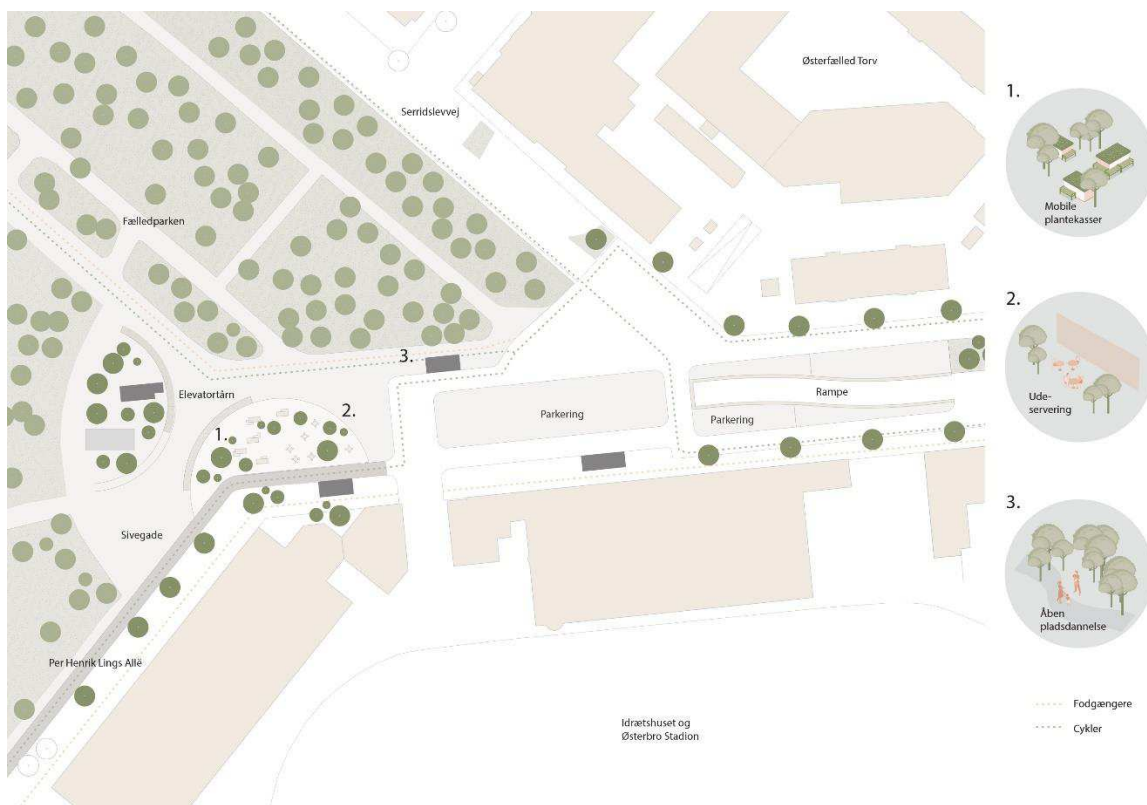 Østerfælled Torv
Serridslevvej
Fælledparken
3.
Elevatortårn
2.
1.
Parkering
Rampe
Parkering
Sivegade
Per Henrik Lings Allé
Idrætshuset og
Østerbro Stadion
1.
Mobile
plantekasser
2.
Ude-
servering
3.
Åben
pladsdannelse
Fodgængere
Cykler